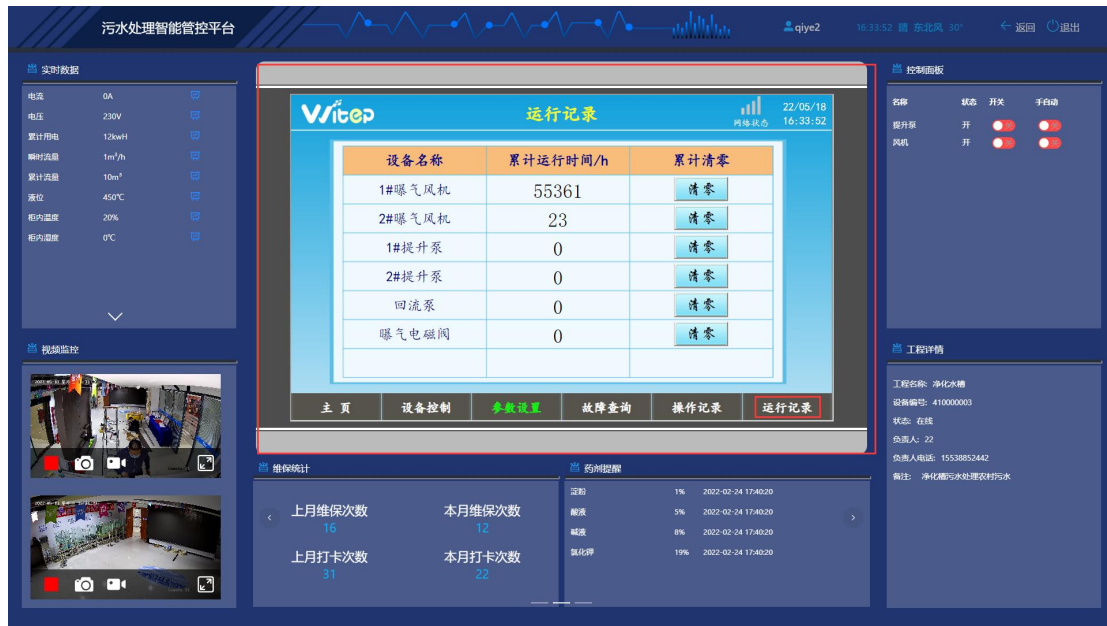 污水处理智能管控平台
qiye2
16:33:52 晴 东北风 30°
返回
退出
实时数据
电流 0A
电压 230V
累计用电 12kwH
瞬时流量 1m³/h
累计流量 10m³
液位 450℃
柜内温度 20%
柜内湿度 0℃
视频监控
Vitep
运行记录
网络状态
22/05/18
16:33:52
设备名称 累计运行时间/h 累计清零
1#曝气风机 55361 清零
2#曝气风机 23 清零
1#提升泵 0 清零
2#提升泵 0 清零
回流泵 0 清零
曝气电磁阀 0 清零
主页 设备控制 参数设置 故障查询 操作记录 运行记录
维保统计
上月维保次数 本月维保次数
16 12
上月打卡次数 本月打卡次数
31 22
药剂提醒
淀粉 1% 2022-02-24 17:40:20
酸液 5% 2022-02-24 17:40:20
碱液 8% 2022-02-24 17:40:20
氯化钾 19% 2022-02-24 17:40:20
控制面板
名称 状态 开关 手自动
提升泵 开
风机 开
工程详情
工程名称: 净化水槽
设备编号: 410000003
状态: 在线
负责人: 22
负责人电话: 15538852442
备注: 净化槽污水处理农村污水